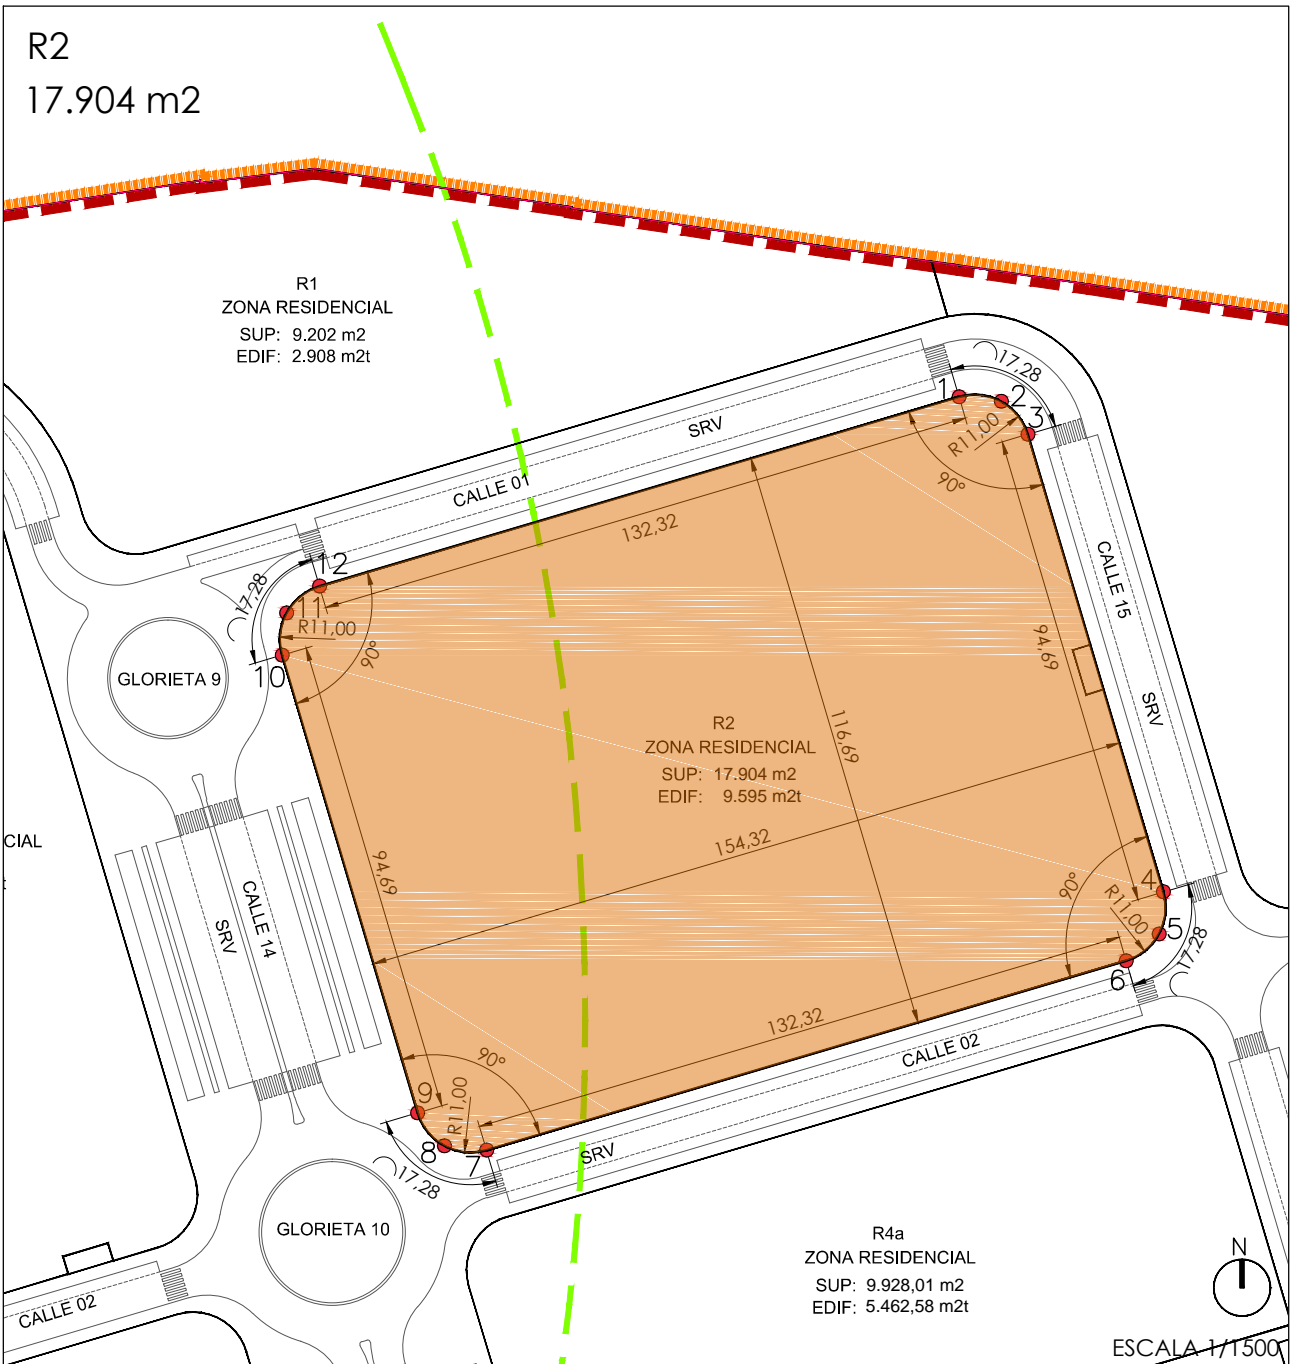 R2
17.904 m2
R1
ZONA RESIDENCIAL
SUP: 9.202 m2
EDIF: 2.908 m2t
17,28
1
2
3
R11,00
90°
SRV
CALLE 01
132,32
12
11
17,28
R11,00
90°
10
GLORIETA 9
CALLE 15
94,69
SRV
R2
ZONA RESIDENCIAL
SUP: 17.904 m2
EDIF: 9.595 m2t
116,69
154,32
CIAL
94,69
CALLE 14
SRV
4
90°
R11,00
5
17,28
6
132,32
CALLE 02
90°
9
R11,00
8
7
17,28
SRV
GLORIETA 10
R4a
ZONA RESIDENCIAL
SUP: 9.928,01 m2
EDIF: 5.462,58 m2t
N
CALLE 02
ESCALA 1/1500